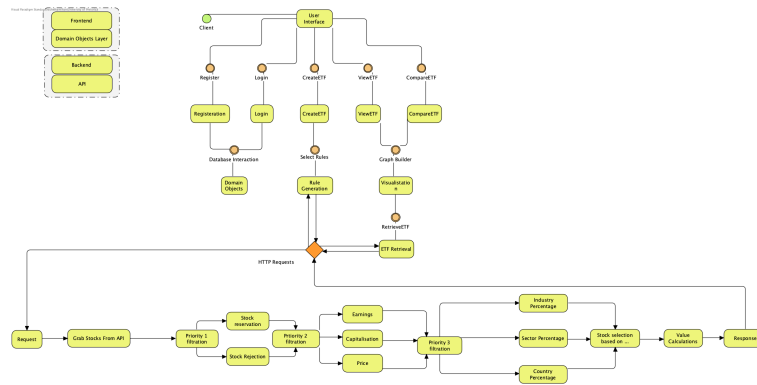 Frontend
Domain Objects Layer
Backend
API
Client
User
Interface
Register
Login
CreateETF
ViewETF
CompareETF
Registeration
Login
CreateETF
ViewETF
CompareETF
Database Interaction
Select Rules
Graph Builder
Domain
Objects
Rule
Generation
Visualistatio
n
RetrieveETF
ETF Retrieval
HTTP Requests
Request
Grab Stocks From API
Priority 1
filtration
Stock
reservation
Stock Rejection
Prtiority 2
filtration
Earnings
Capitalisation
Price
Priority 3
filtration
Industry
Percentage
Sector Percentage
Country
Percentage
Stock selection
based on ...
Value
Calculations
Response